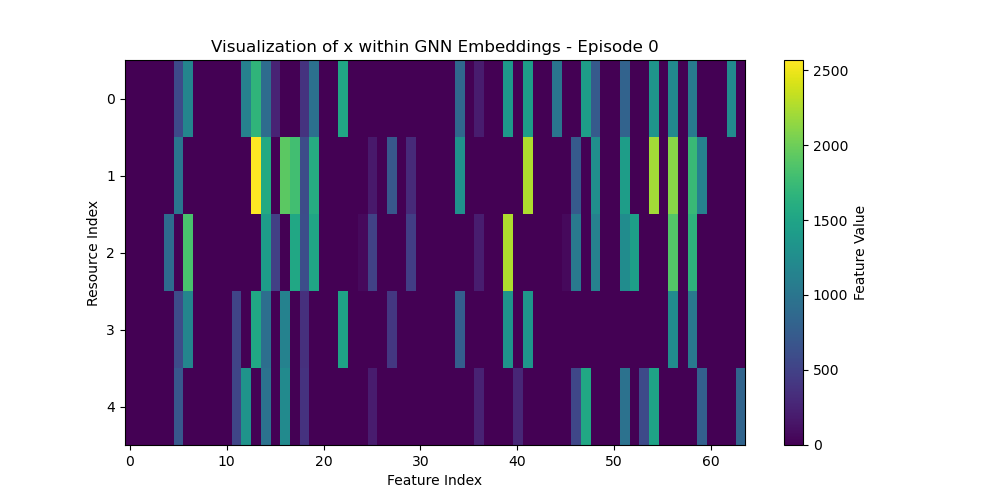 Visualization of x within GNN Embeddings - Episode 0
Resource Index
0
1
2
3
4
0 10 20 30 40 50 60
Feature Index
2500
2000
1500
1000
500
0
Feature Value